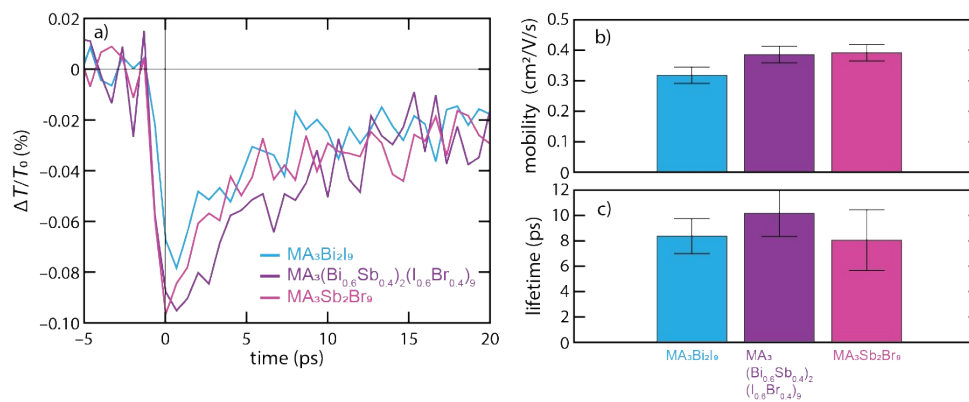 a)
ΔT/T₀ (%)
0
−0.02
−0.04
−0.06
−0.08
−0.10
MA₃Bi₂I₉
MA₃(Bi₀.₆Sb₀.₄)₂(I₀.₆Br₀.₄)₉
MA₃Sb₂Br₉
-5
0
5
10
15
20
time (ps)
b)
mobility (cm²/V/s)
0.5
0.4
0.3
0.2
0.1
0
c)
lifetime (ps)
12
10
8
6
4
2
0
MA₃Bi₂I₉
MA₃
(Bi₀.₆Sb₀.₄)₂
(I₀.₆Br₀.₄)₉
MA₃Sb₂Br₉